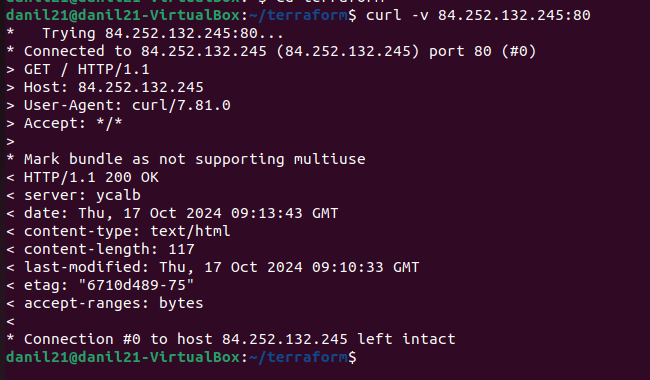 danil21@danil21-VirtualBox:~/terraform$ curl -v 84.252.132.245:80
*   Trying 84.252.132.245:80...
* Connected to 84.252.132.245 (84.252.132.245) port 80 (#0)
> GET / HTTP/1.1
> Host: 84.252.132.245
> User-Agent: curl/7.81.0
> Accept: */*
>
* Mark bundle as not supporting multiuse
< HTTP/1.1 200 OK
< server: ycalb
< date: Thu, 17 Oct 2024 09:13:43 GMT
< content-type: text/html
< content-length: 117
< last-modified: Thu, 17 Oct 2024 09:10:33 GMT
< etag: "6710d489-75"
< accept-ranges: bytes
<
* Connection #0 to host 84.252.132.245 left intact
danil21@danil21-VirtualBox:~/terraform$